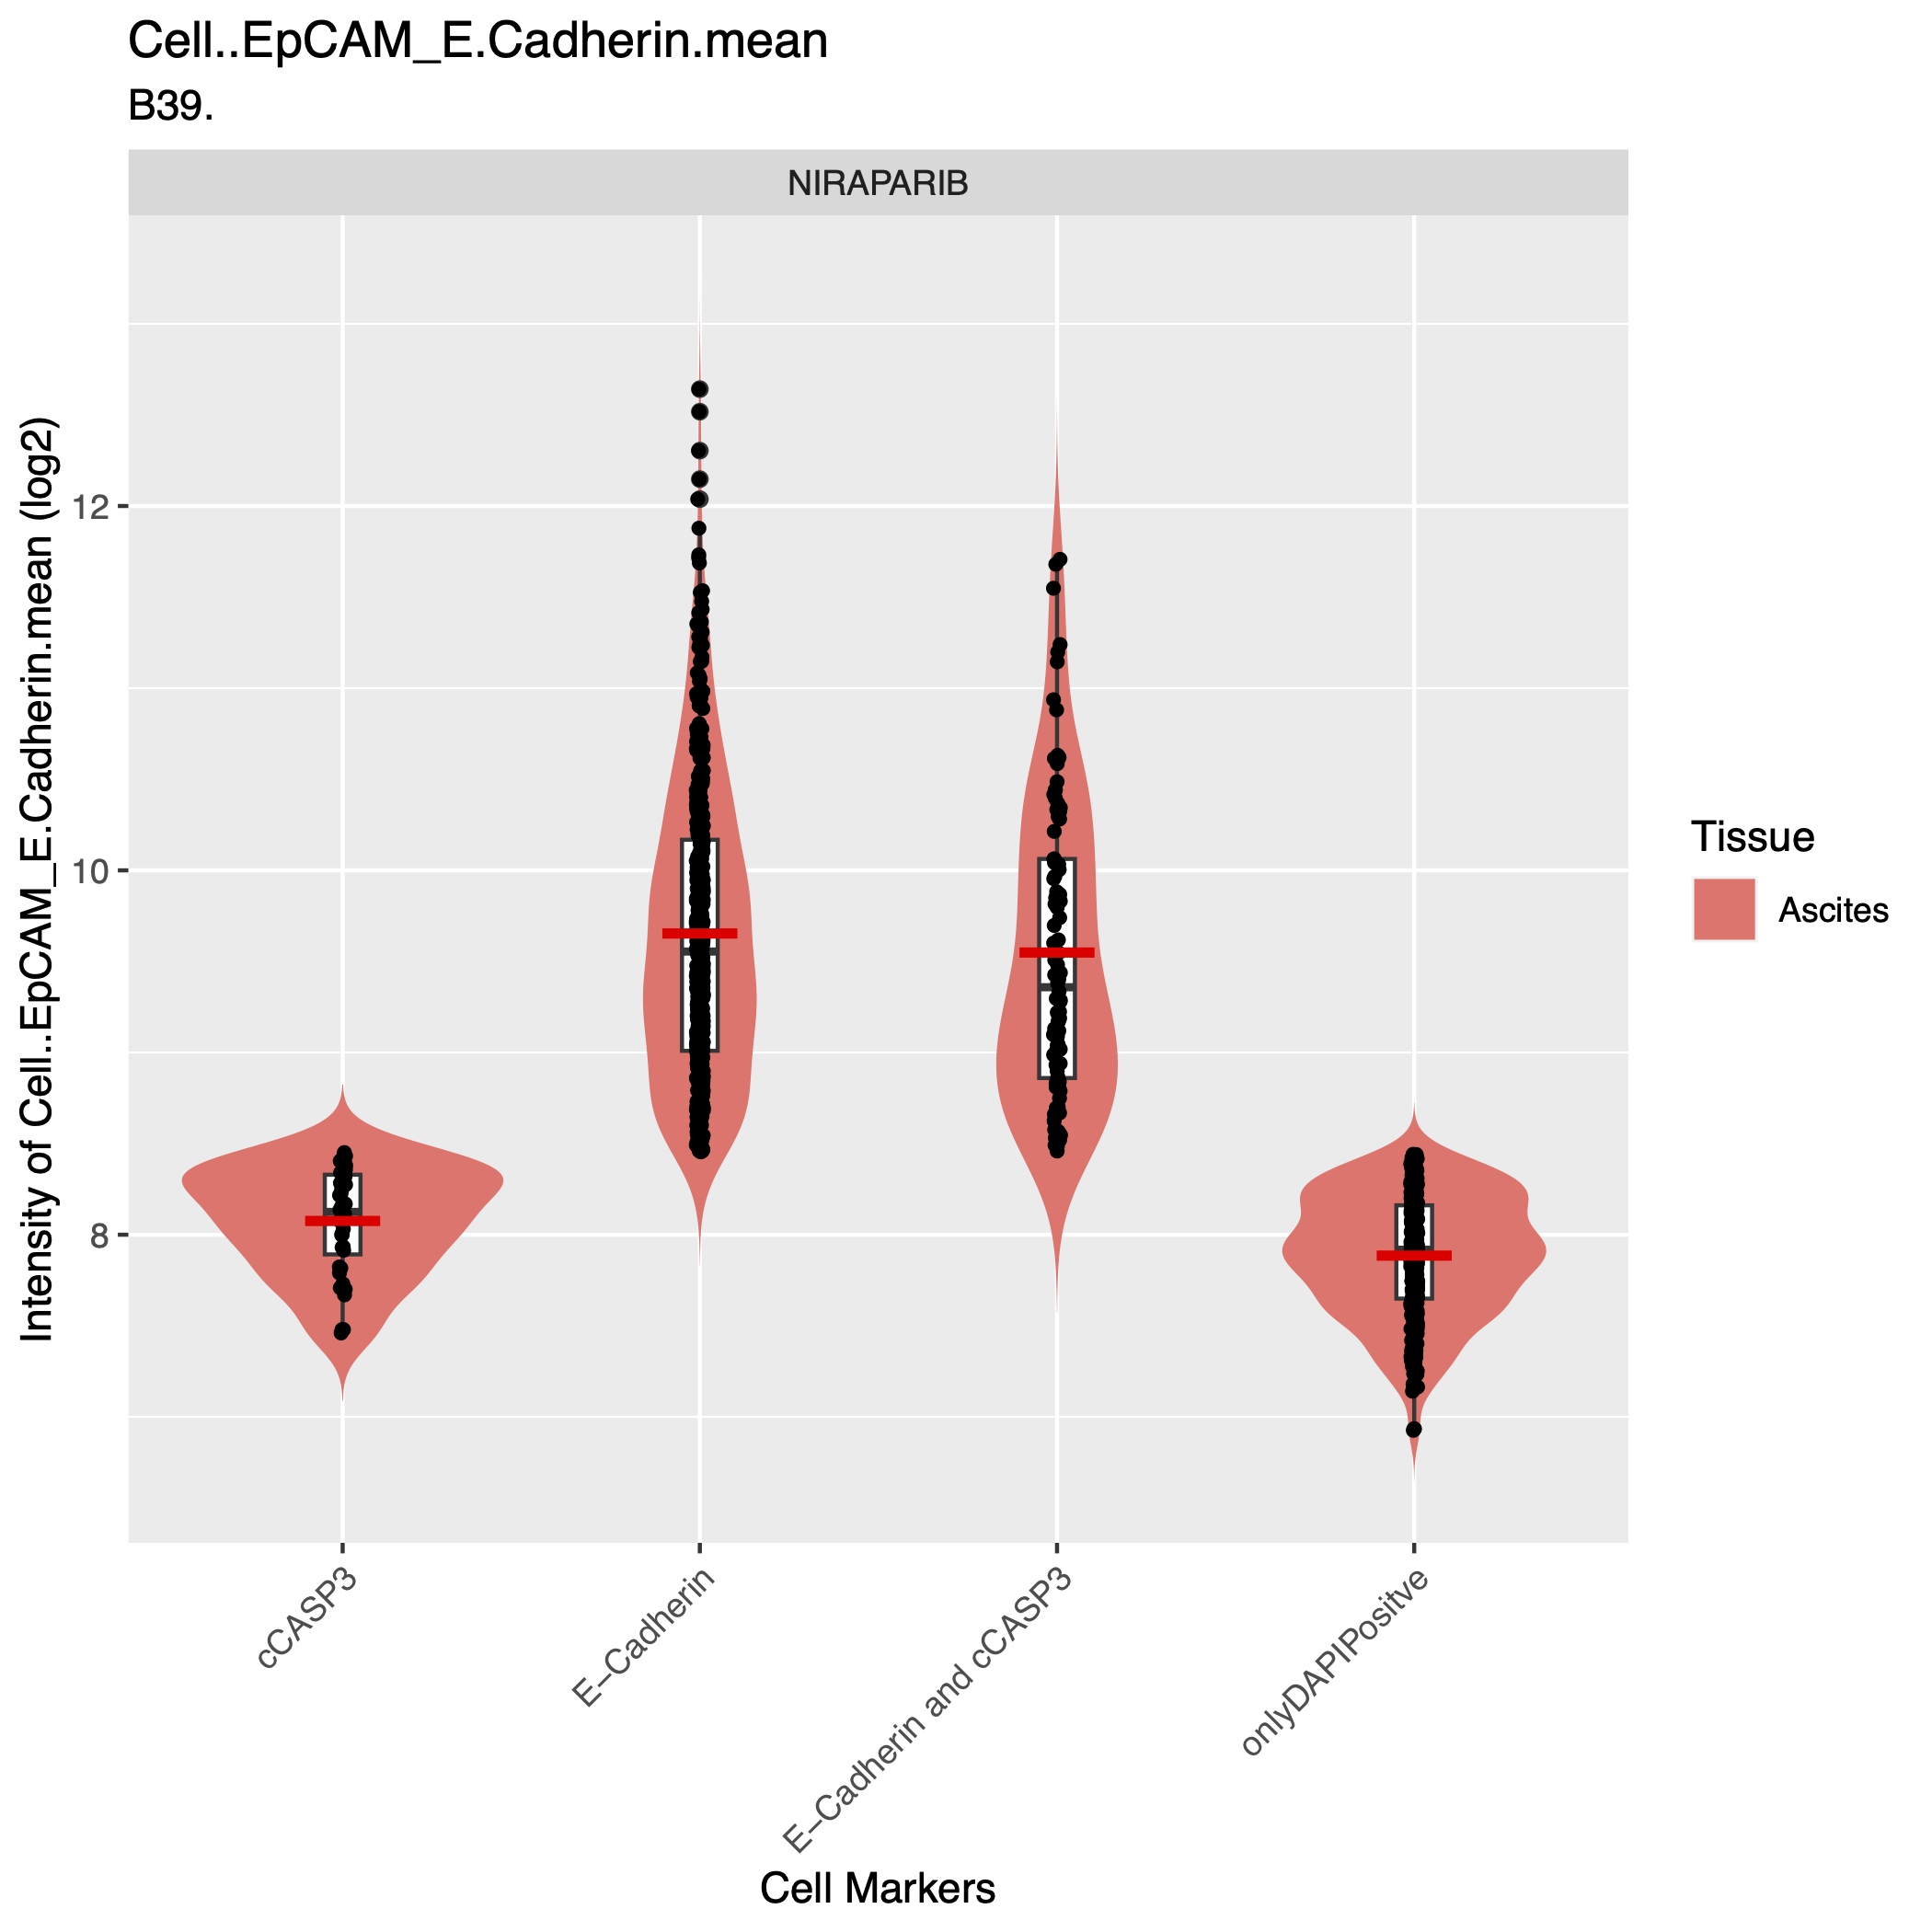 Cell..EpCAM_E.Cadherin.mean
B39.
NIRAPARIB
Intensity of Cell..EpCAM_E.Cadherin.mean (log2)
12
10
8
cCASP3
E−Cadherin
E−Cadherin and cCASP3
onlyDAPIPositve
Cell Markers
Tissue
Ascites